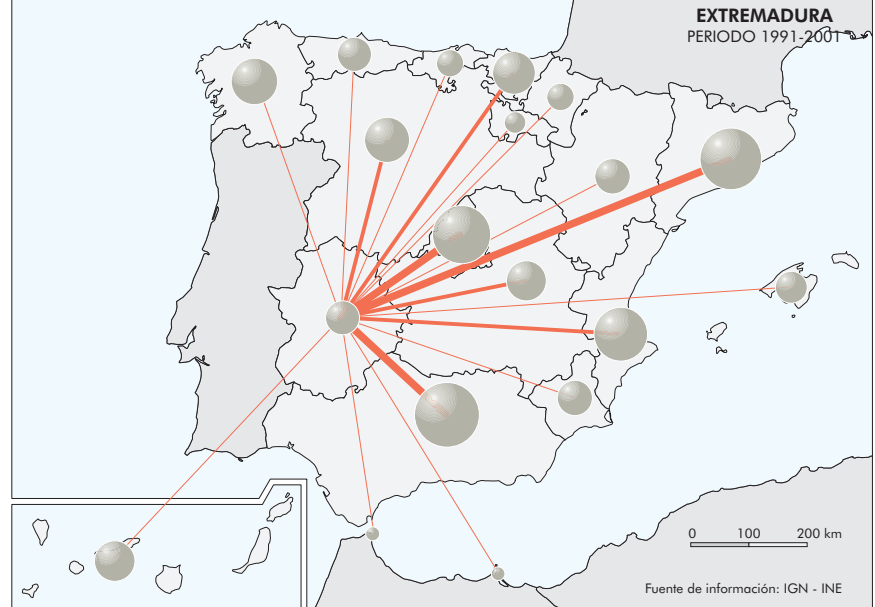 EXTREMADURA
PERIODO 1991-2001
0 100 200 km
Fuente de información: IGN - INE